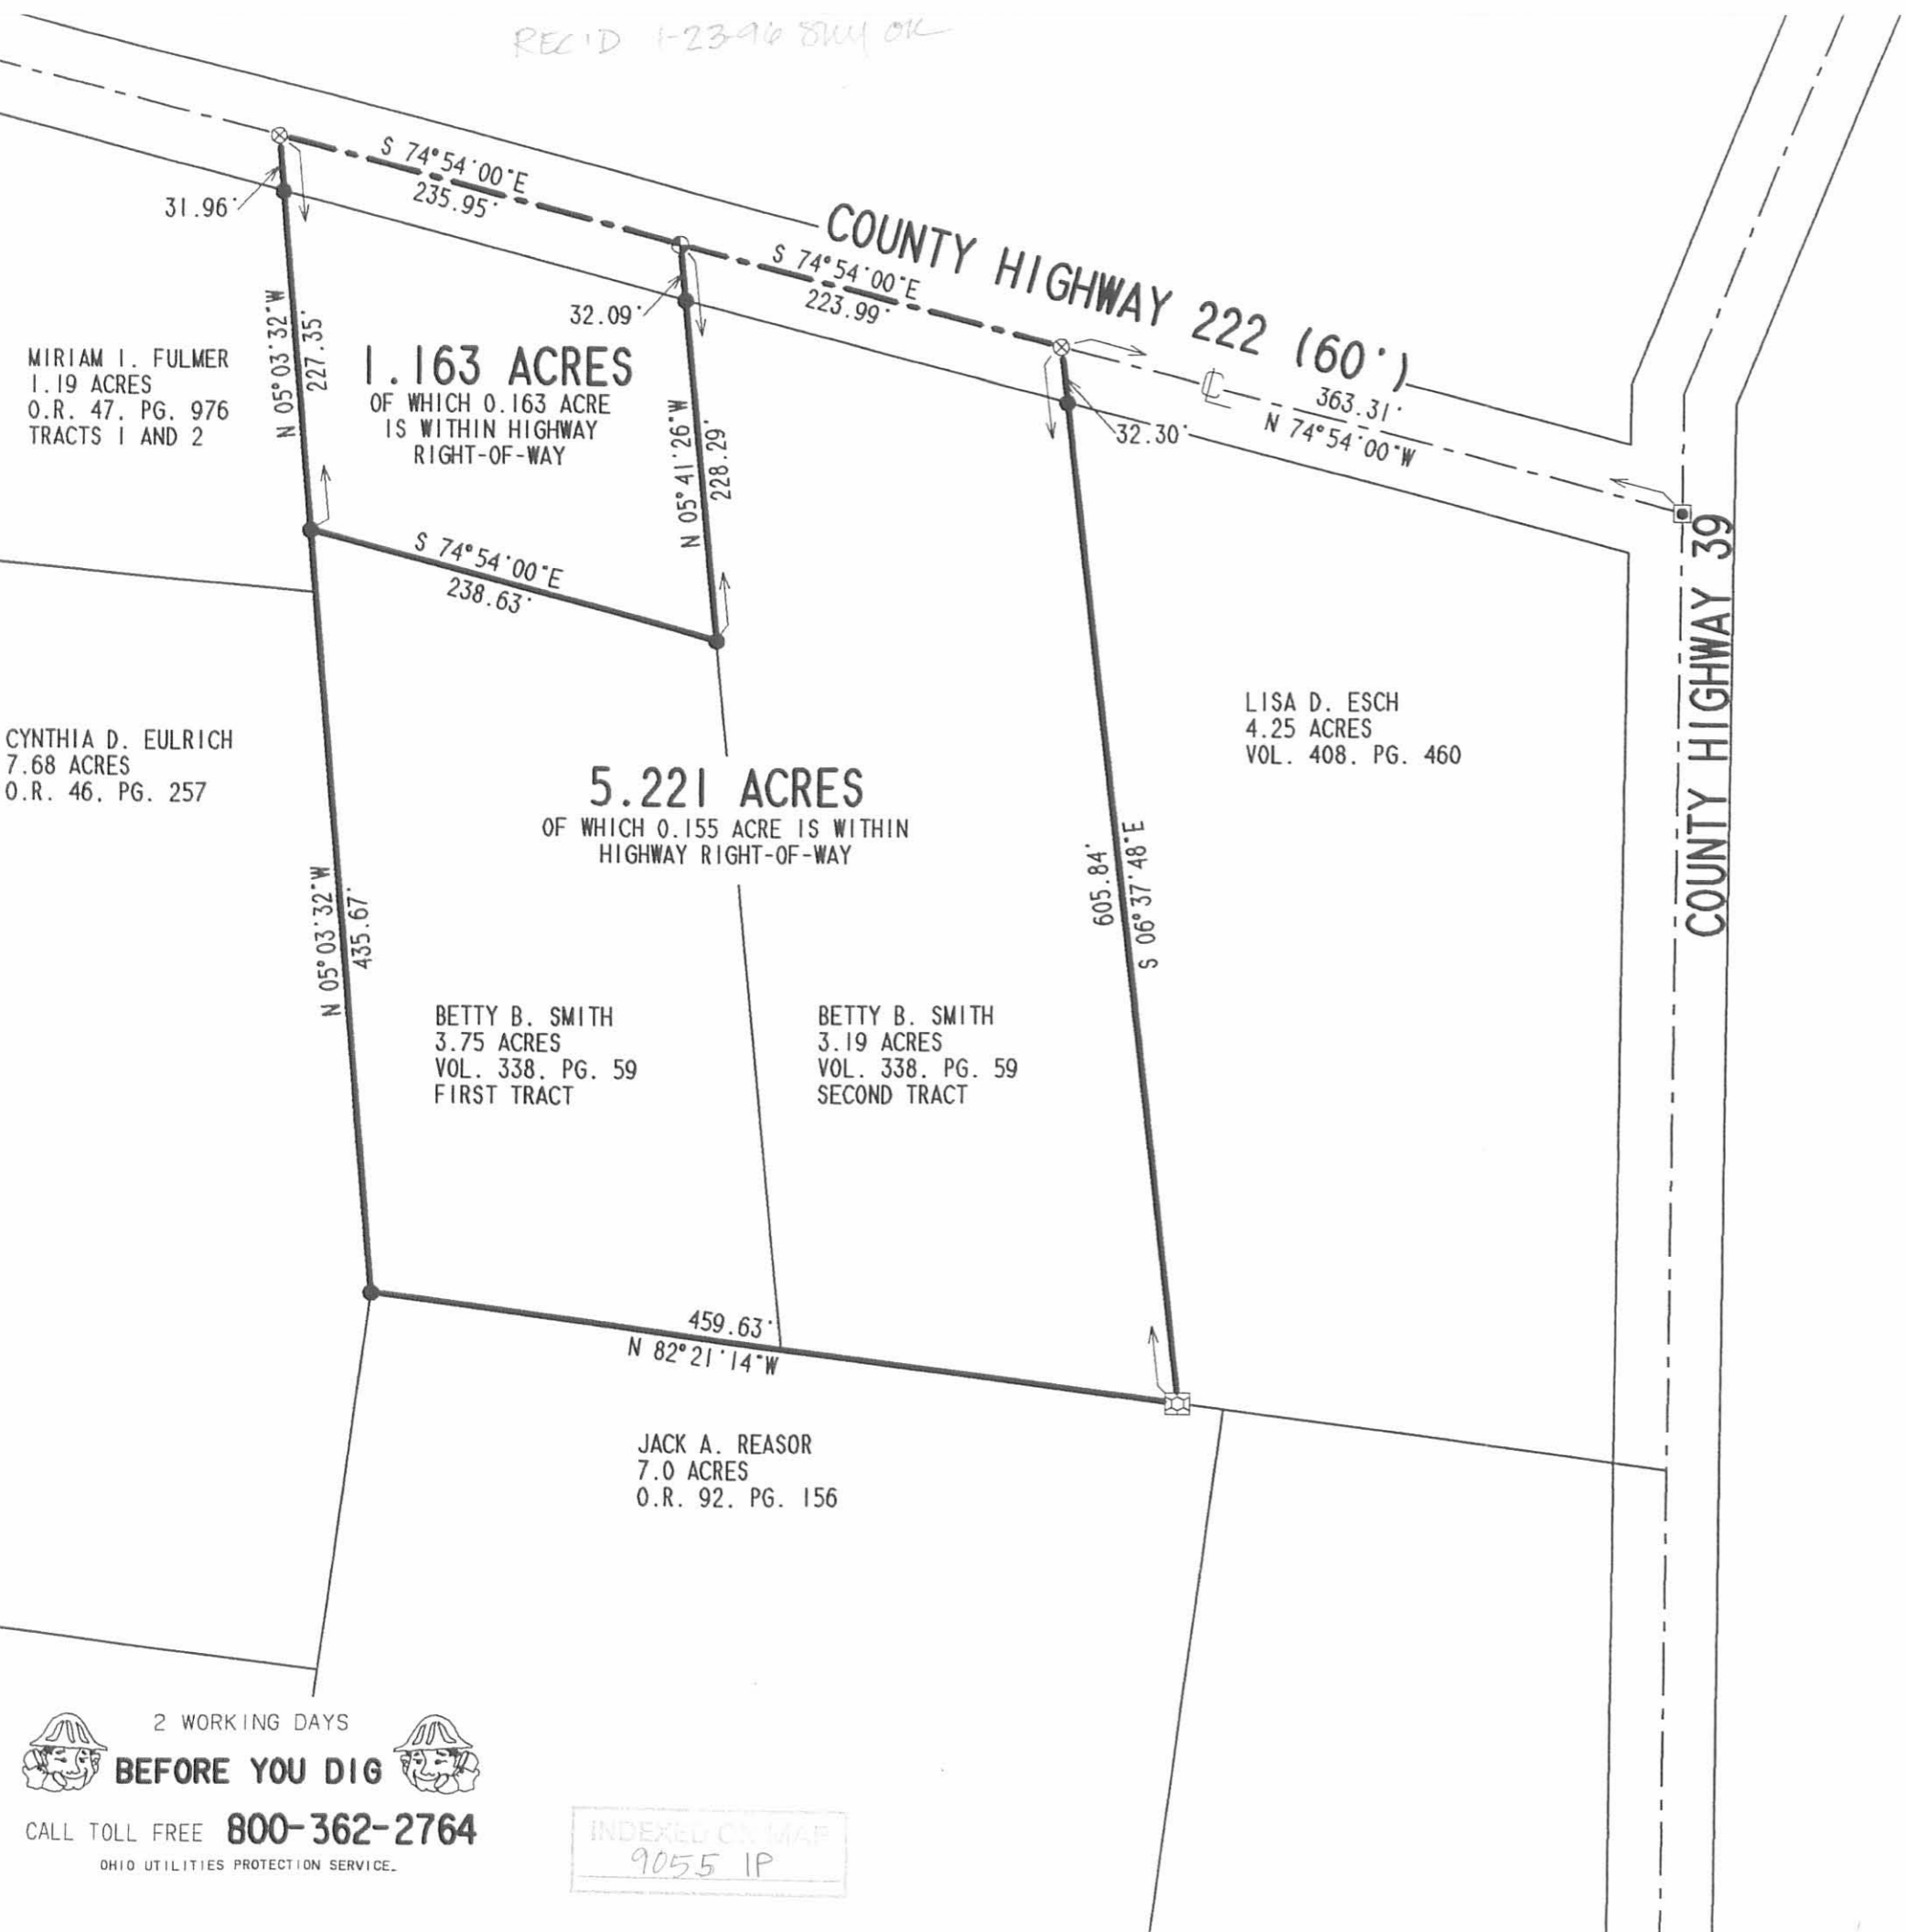 REC'D 1-23-96 OK
S 74°54'00"E
235.95'
31.96'
COUNTY HIGHWAY 222 (60')
S 74°54'00"E
223.99'
32.09'
363.31'
N 74°54'00"W
32.30'
MIRIAM I. FULMER
1.19 ACRES
O.R. 47, PG. 976
TRACTS 1 AND 2
N 05°03'32"W
227.35'
1.163 ACRES
OF WHICH 0.163 ACRE
IS WITHIN HIGHWAY
RIGHT-OF-WAY
N 05°41'26"W
228.29'
S 74°54'00"E
238.63'
COUNTY HIGHWAY 39
CYNTHIA D. EULRICH
7.68 ACRES
O.R. 46, PG. 257
LISA D. ESCH
4.25 ACRES
VOL. 408, PG. 460
5.221 ACRES
OF WHICH 0.155 ACRE IS WITHIN
HIGHWAY RIGHT-OF-WAY
605.84'
S 06°37'48"E
N 05°03'32"W
435.67'
BETTY B. SMITH
3.75 ACRES
VOL. 338, PG. 59
FIRST TRACT
BETTY B. SMITH
3.19 ACRES
VOL. 338, PG. 59
SECOND TRACT
459.63'
N 82°21'14"W
JACK A. REASOR
7.0 ACRES
O.R. 92, PG. 156
2 WORKING DAYS
BEFORE YOU DIG
CALL TOLL FREE 800-362-2764
OHIO UTILITIES PROTECTION SERVICE.
INDEXED ON MAP
9055 IP